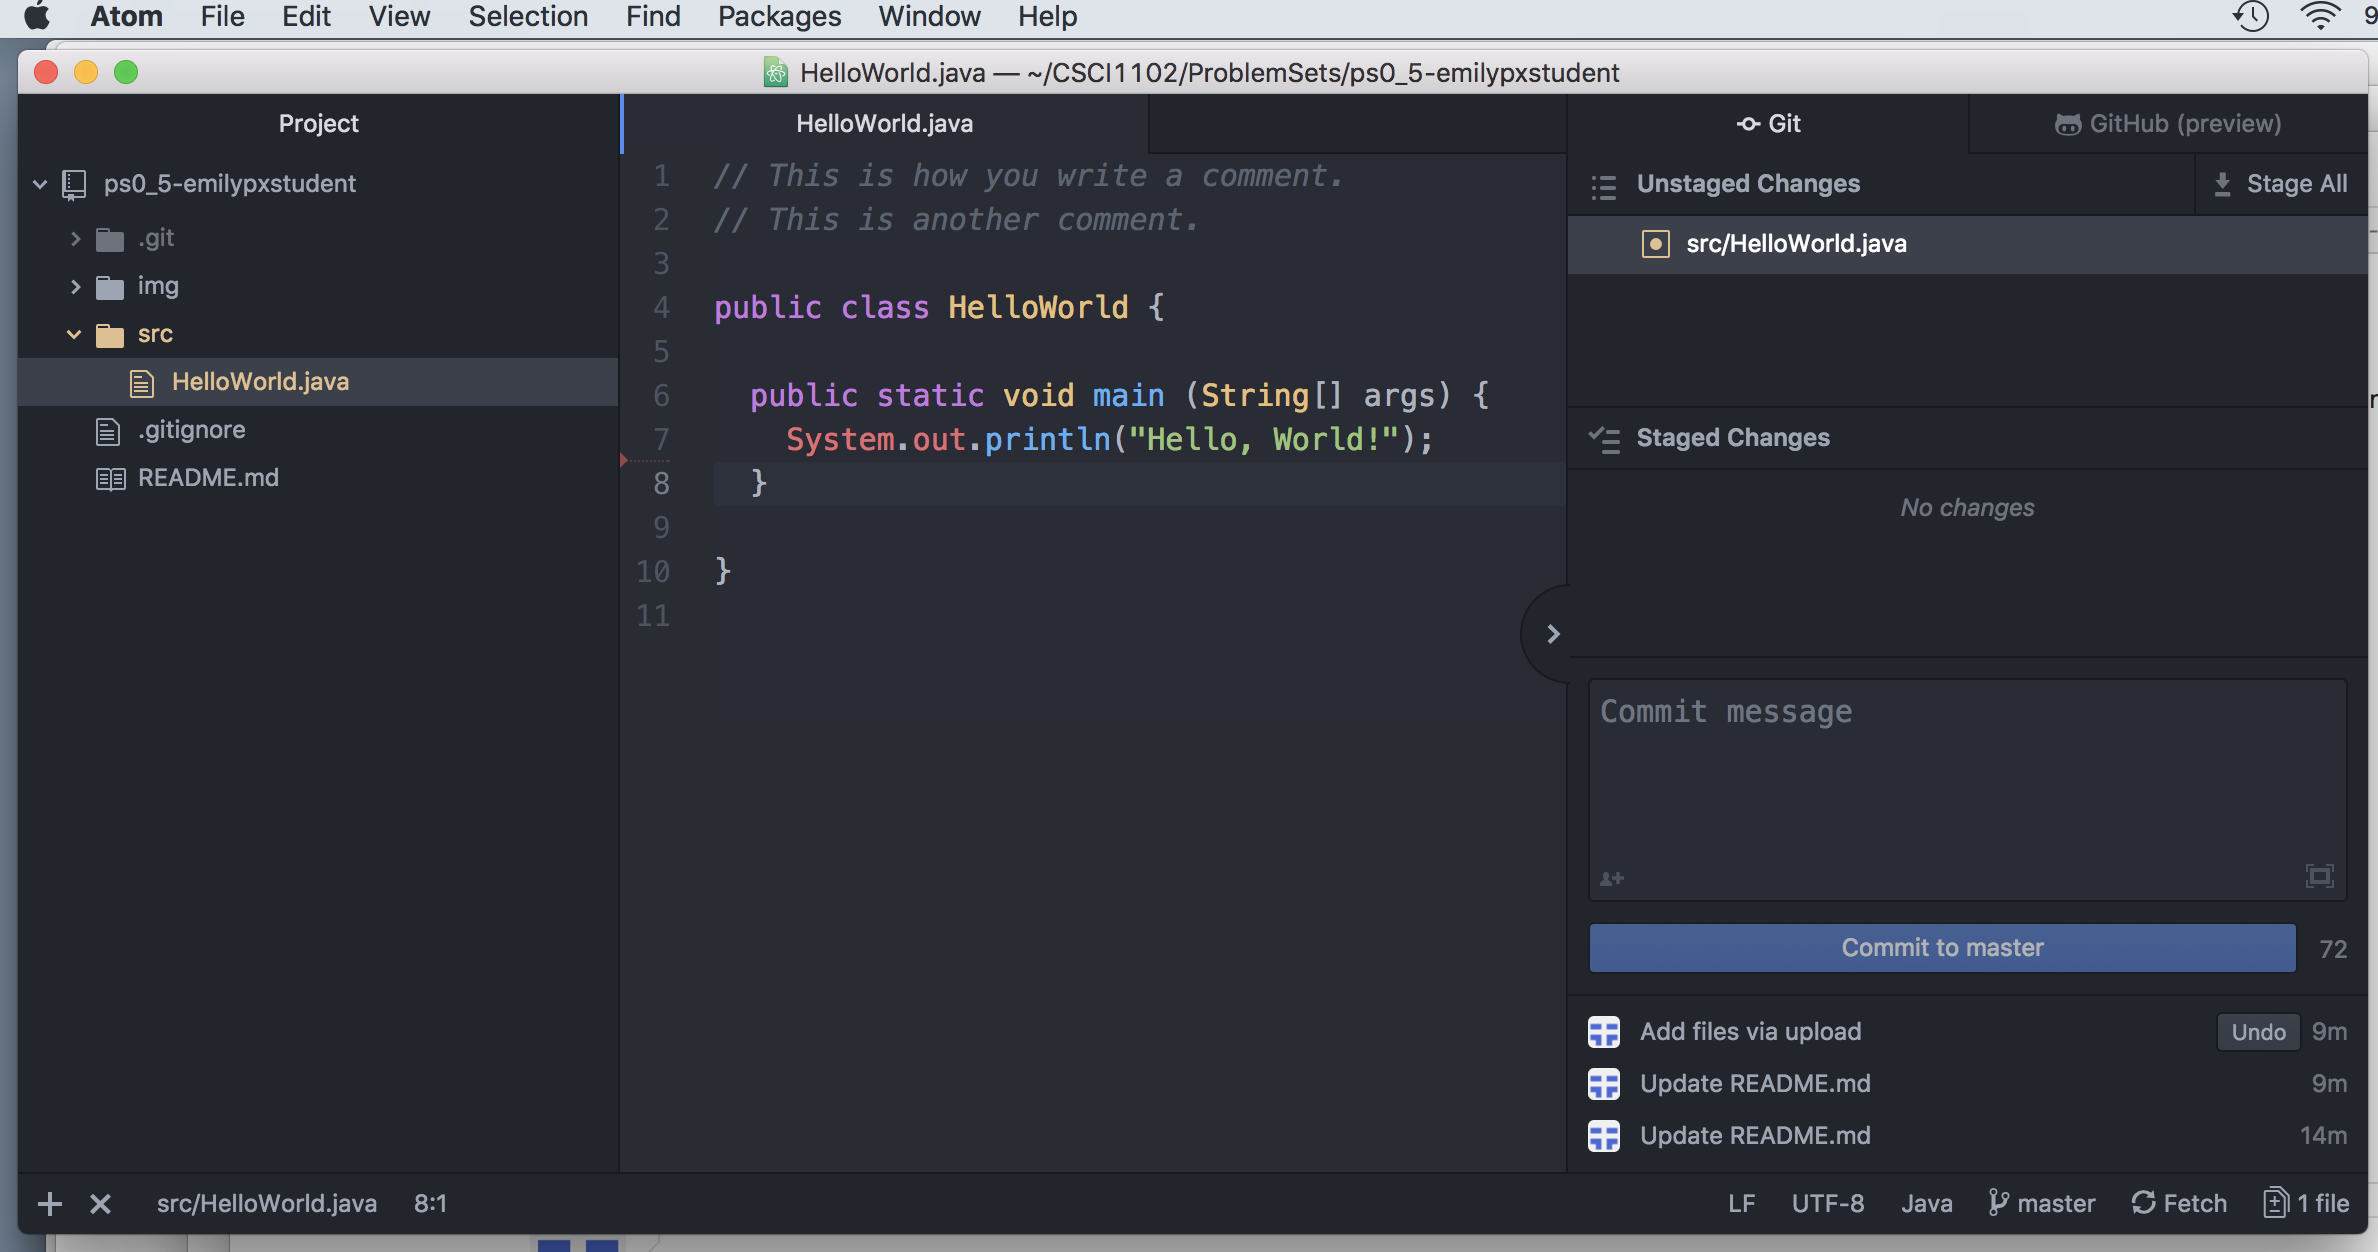 Atom File Edit View Selection Find Packages Window Help 9
HelloWorld.java — ~/CSCI1102/ProblemSets/ps0_5-emilypxstudent
Project
ps0_5-emilypxstudent
.git
img
src
HelloWorld.java
.gitignore
README.md
HelloWorld.java
1 // This is how you write a comment.
2 // This is another comment.
3
4 public class HelloWorld {
5
6 public static void main (String[] args) {
7 System.out.println("Hello, World!");
8 }
9
10 }
11
Git GitHub (preview)
Unstaged Changes Stage All
src/HelloWorld.java
Staged Changes
No changes
Commit message
Commit to master 72
Add files via upload Undo 9m
Update README.md 9m
Update README.md 14m
src/HelloWorld.java 8:1 LF UTF-8 Java master Fetch 1 file